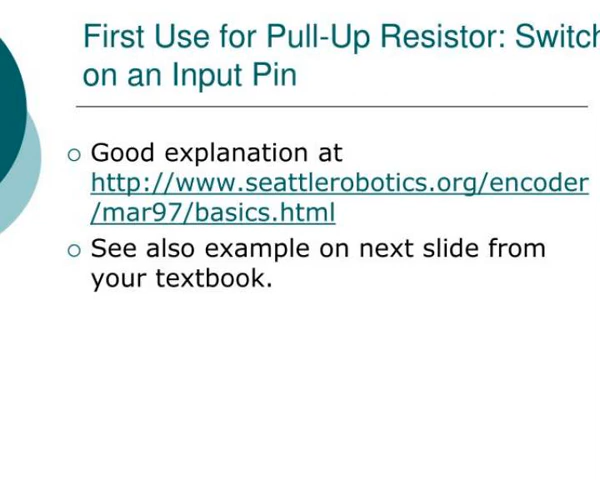 First Use for Pull-Up Resistor: Switch
on an Input Pin
Good explanation at
http://www.seattlerobotics.org/encoder
/mar97/basics.html
See also example on next slide from
your textbook.